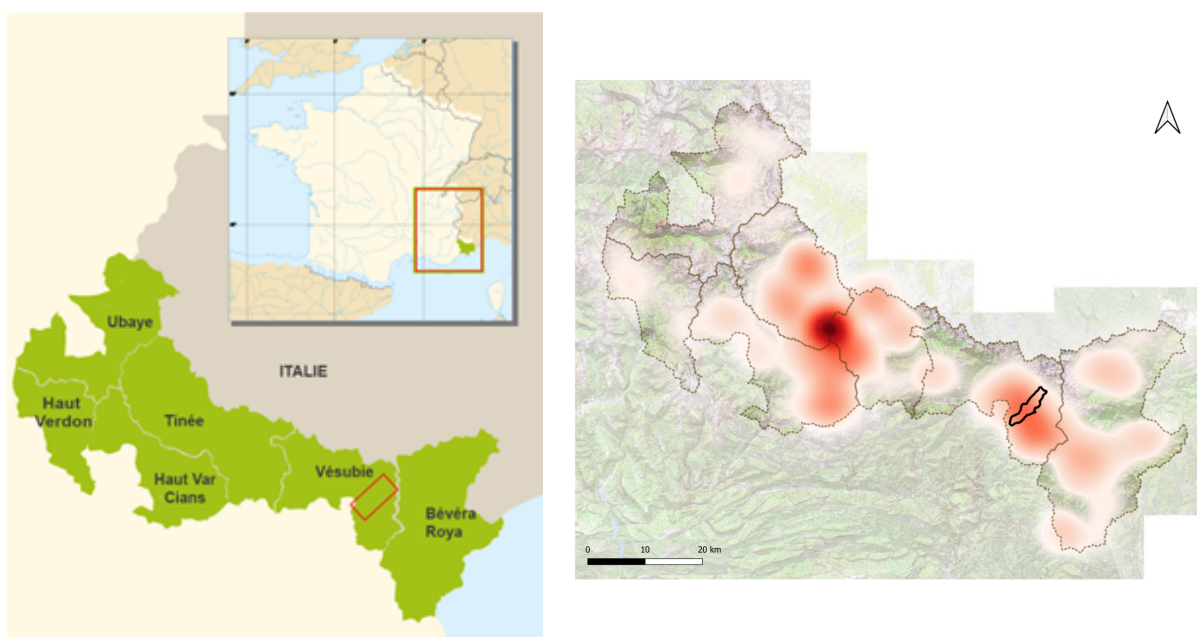 Ubaye
ITALIE
Haut
Verdon
Tinée
Haut Var
Cians
Vésubie
Bévéra
Roya
0 10 20 km